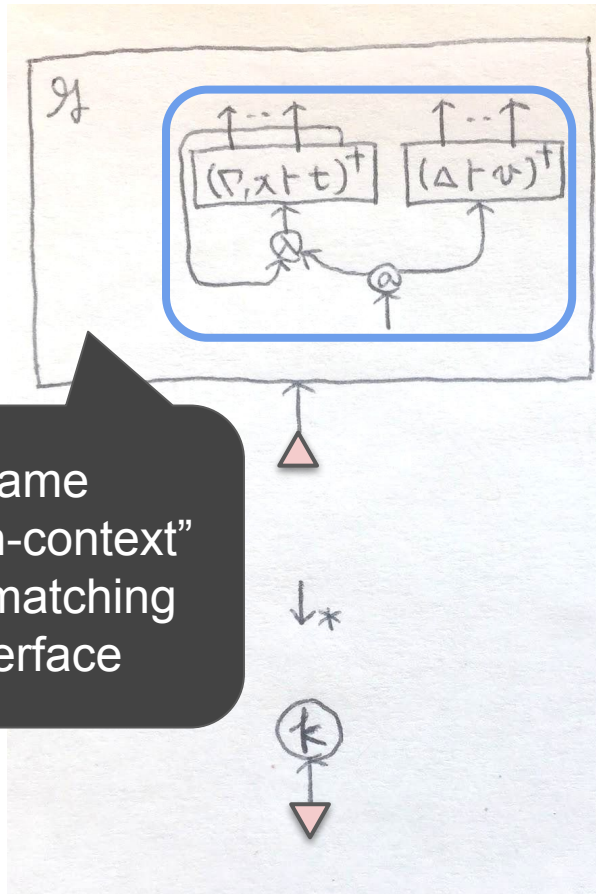 𝒢
(Γ, x ⊢ t)†
(Δ ⊢ v)†
λ
@
ame
-context”
matching
erface
↓*
k